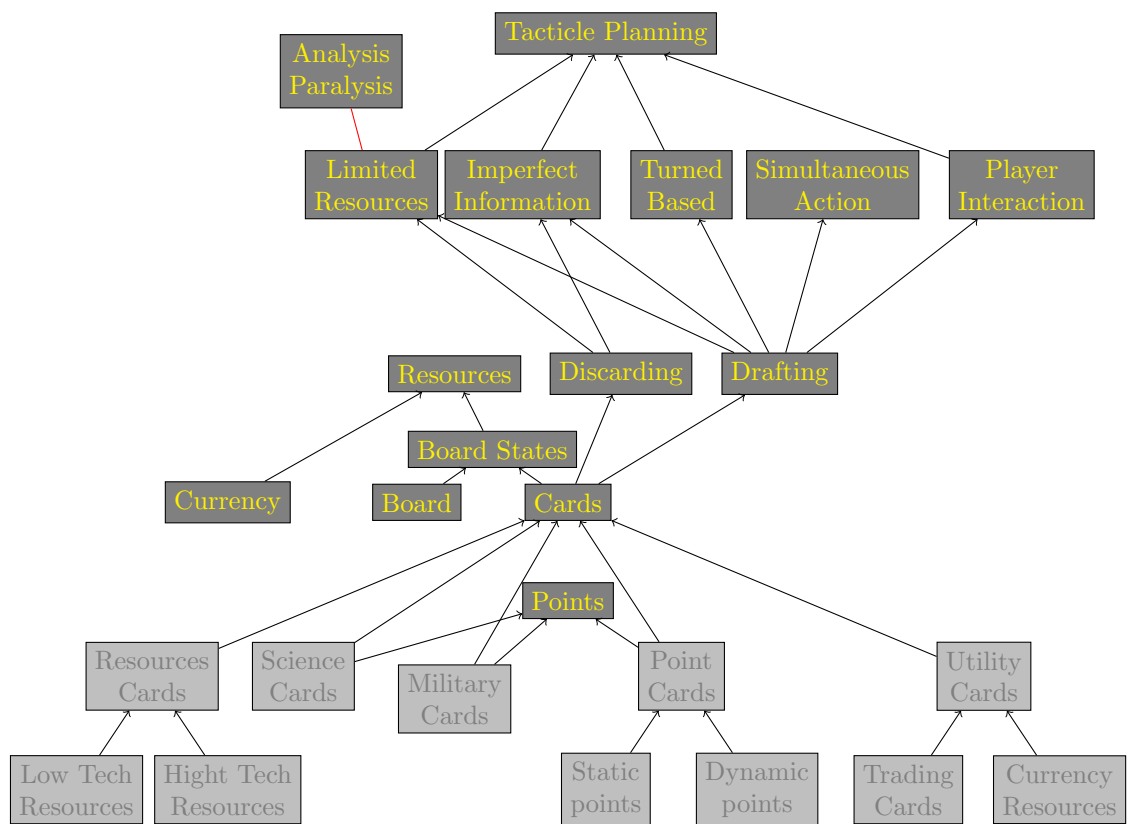 Tacticle Planning
Analysis
Paralysis
Limited
Resources
Imperfect
Information
Turned
Based
Simultaneous
Action
Player
Interaction
Resources
Discarding
Drafting
Board States
Currency
Board
Cards
Points
Resources
Cards
Science
Cards
Military
Cards
Point
Cards
Utility
Cards
Low Tech
Resources
Hight Tech
Resources
Static
points
Dynamic
points
Trading
Cards
Currency
Resources